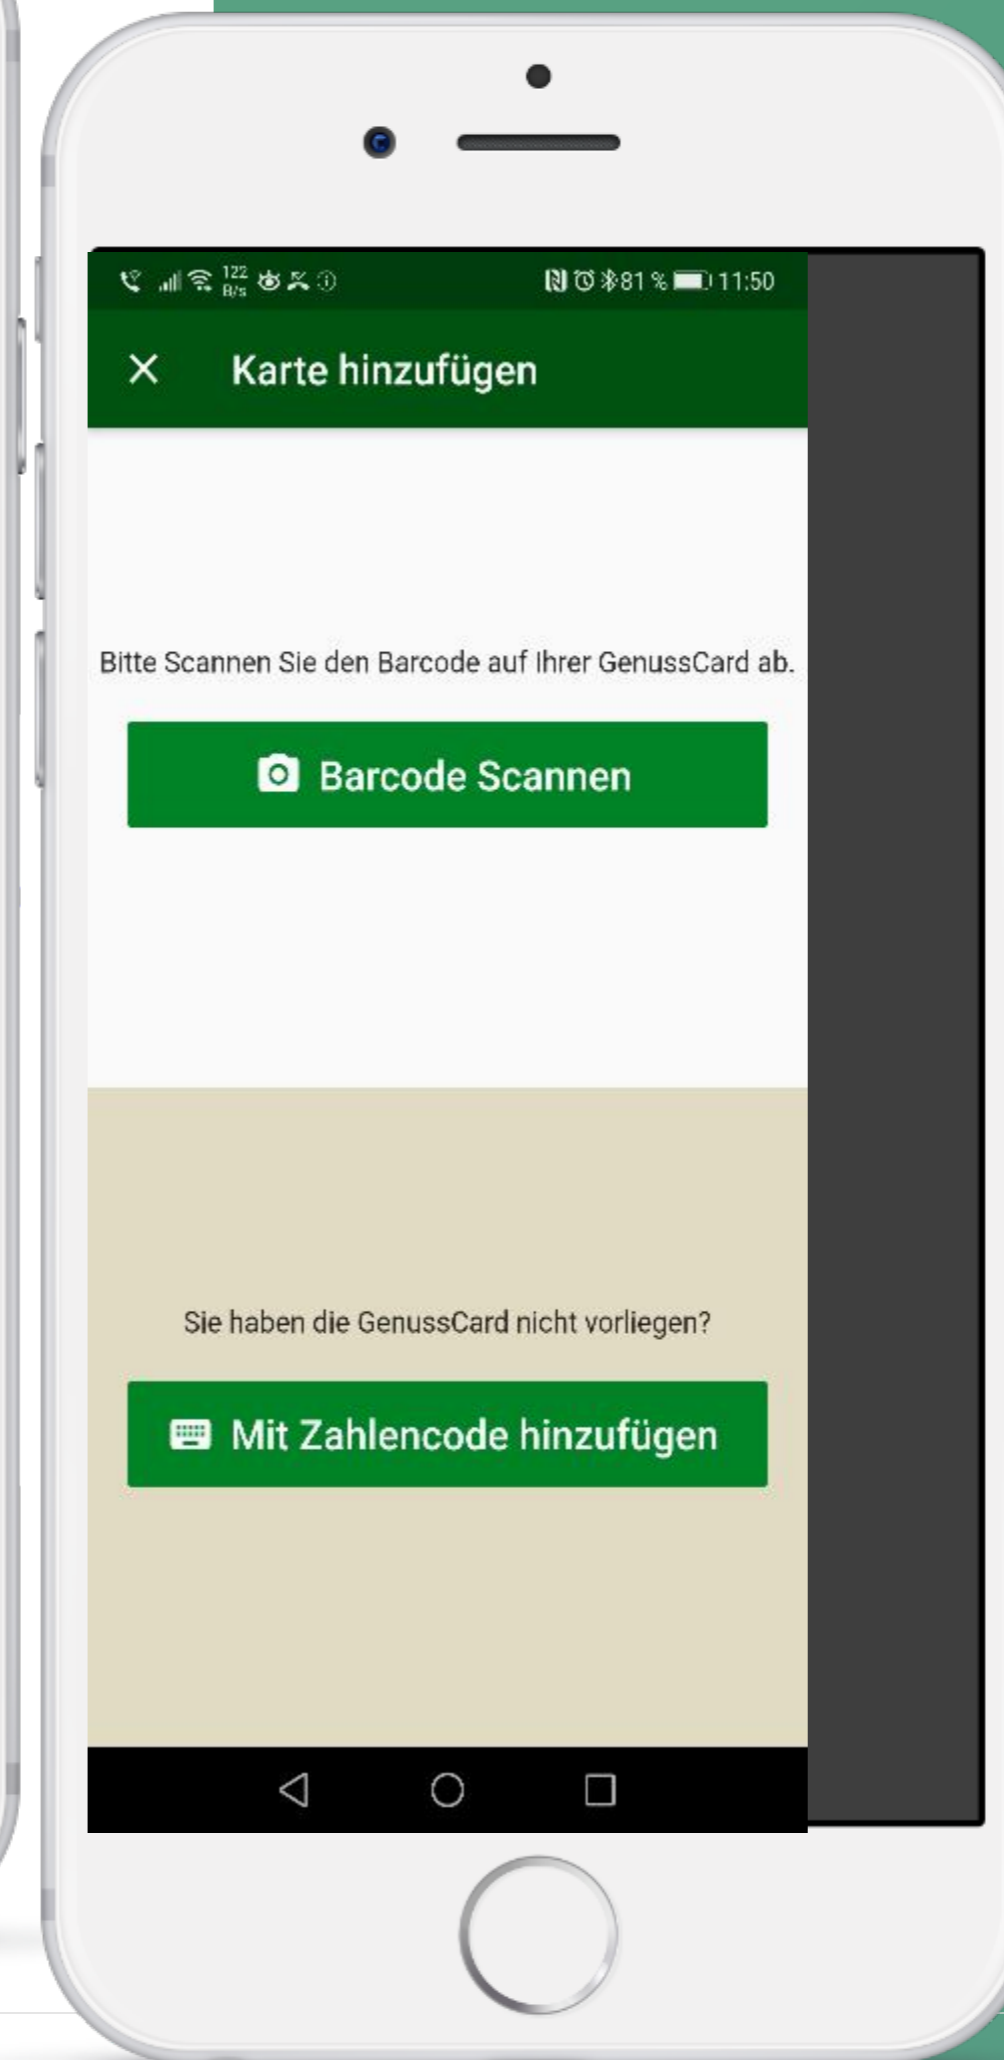 122
B/s
81 %
11:50
Karte hinzufügen
Bitte Scannen Sie den Barcode auf Ihrer GenussCard ab.
Barcode Scannen
Sie haben die GenussCard nicht vorliegen?
Mit Zahlencode hinzufügen